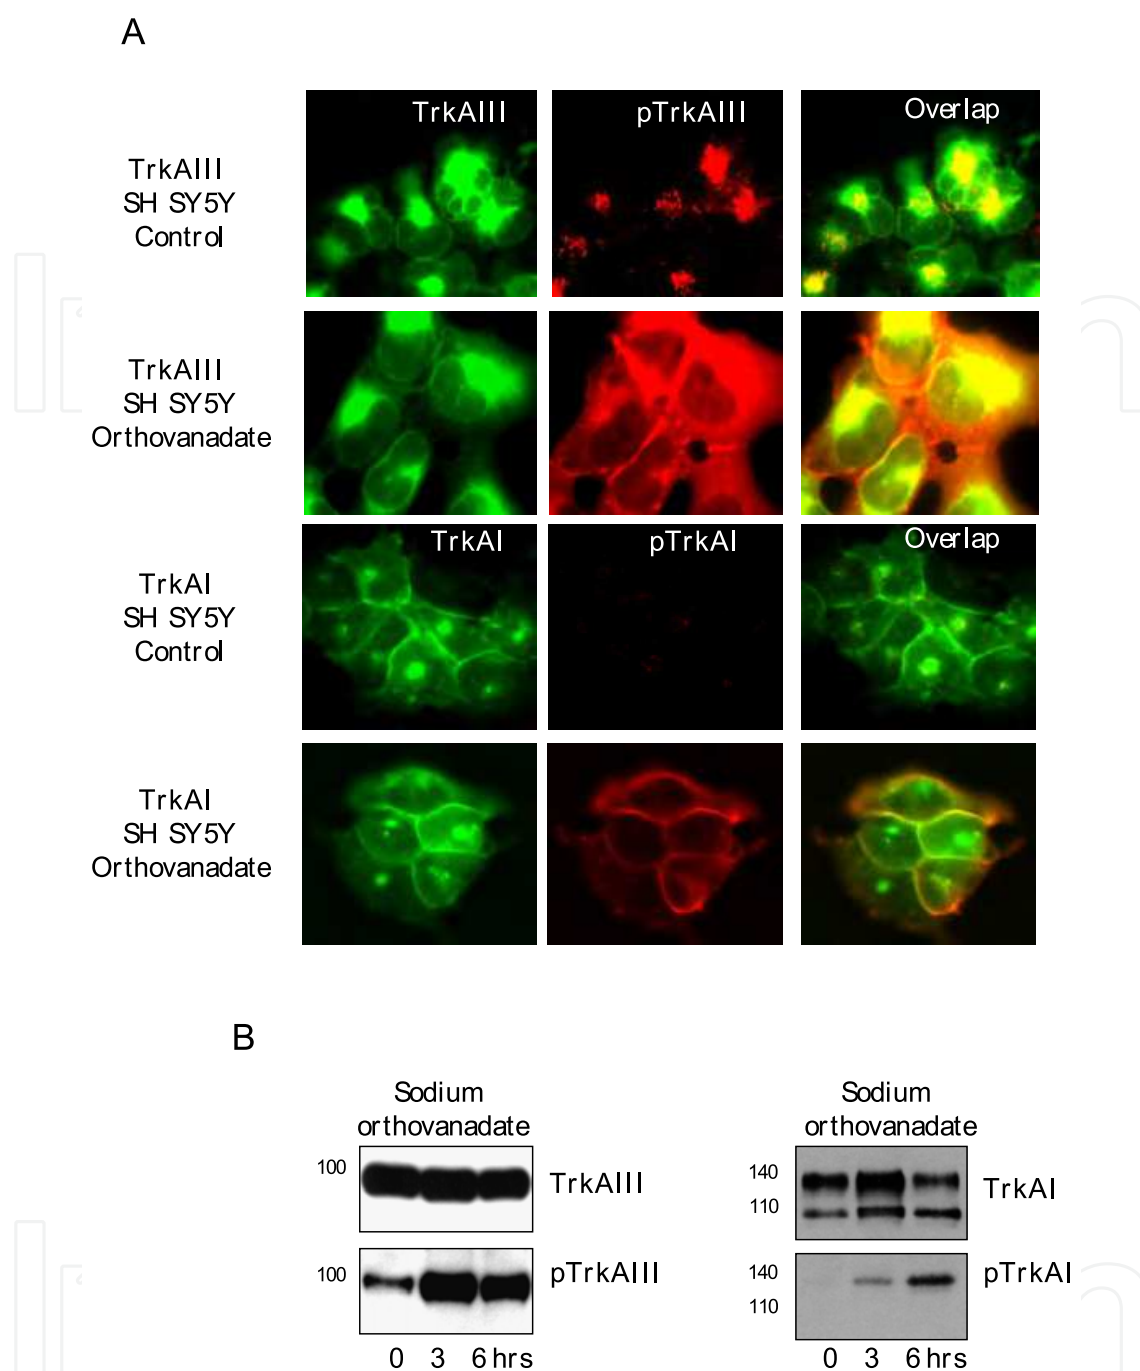 A
TrkAIII pTrkAIII Overlap
TrkAIII
SH SY5Y
Control
TrkAIII
SH SY5Y
Orthovanadate
TrkAI pTrkAI Overlap
TrkAI
SH SY5Y
Control
TrkAI
SH SY5Y
Orthovanadate
B
Sodium
orthovanadate
100
TrkAIII
100
pTrkAIII
0 3 6 hrs
Sodium
orthovanadate
140
110
TrkAI
140
110
pTrkAI
0 3 6 hrs